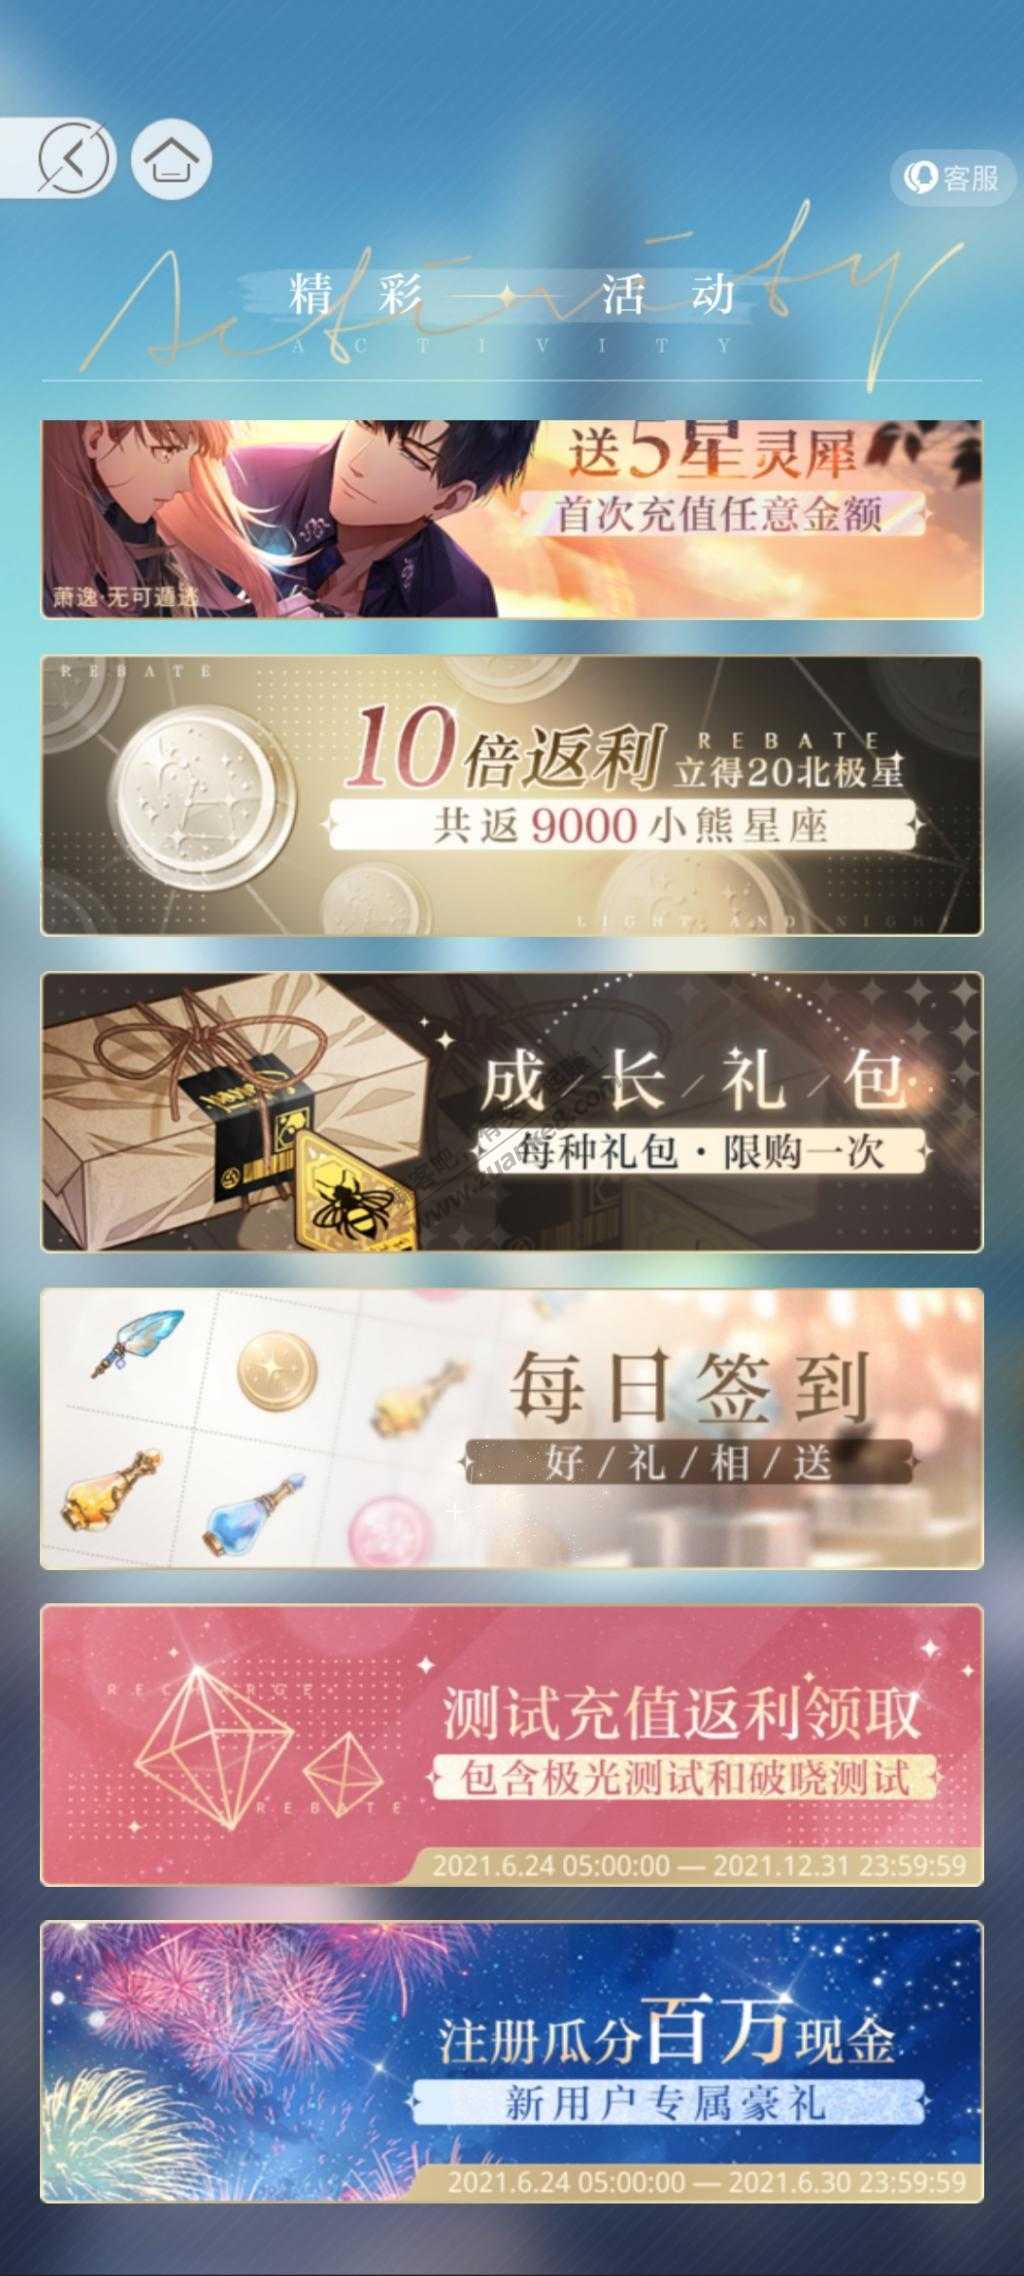 客服
Activity
精彩 活动
ACTIVITY
送5星灵犀
首次充值任意金额
萧逸·无可遁逃
REBATE
10倍返利
REBATE
立得20北极星
共返9000小熊星座
LIGHT AND NIGHT
成/长/礼/包
每种礼包·限购一次
每日签到
好/礼/相/送
RECHARGE
测试充值返利领取
包含极光测试和破晓测试
REBATE
2021.6.24 05:00:00 — 2021.12.31 23:59:59
注册瓜分百万现金
新用户专属豪礼
2021.6.24 05:00:00 — 2021.6.30 23:59:59